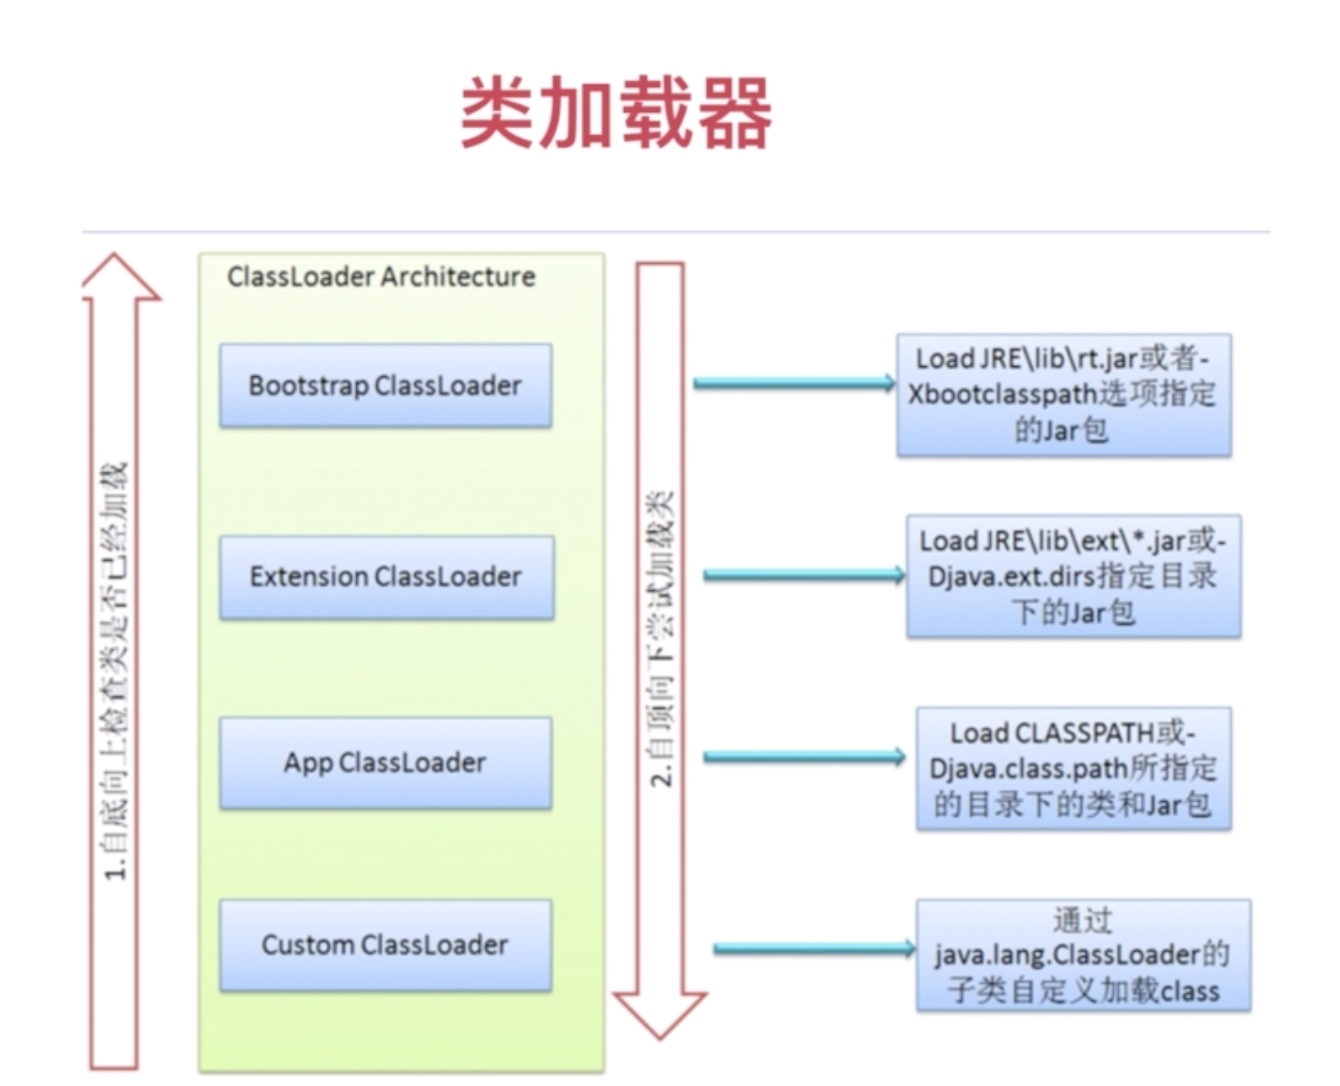 类加载器
1.自底向上检查类是否已经加载
ClassLoader Architecture
Bootstrap ClassLoader
Extension ClassLoader
App ClassLoader
Custom ClassLoader
2.自顶向下尝试加载类
Load JRE\lib\rt.jar或者-
Xbootclasspath选项指定
的Jar包
Load JRE\lib\ext\*.jar或-
Djava.ext.dirs指定目录
下的Jar包
Load CLASSPATH或-
Djava.class.path所指定
的目录下的类和Jar包
通过
java.lang.ClassLoader的
子类自定义加载class